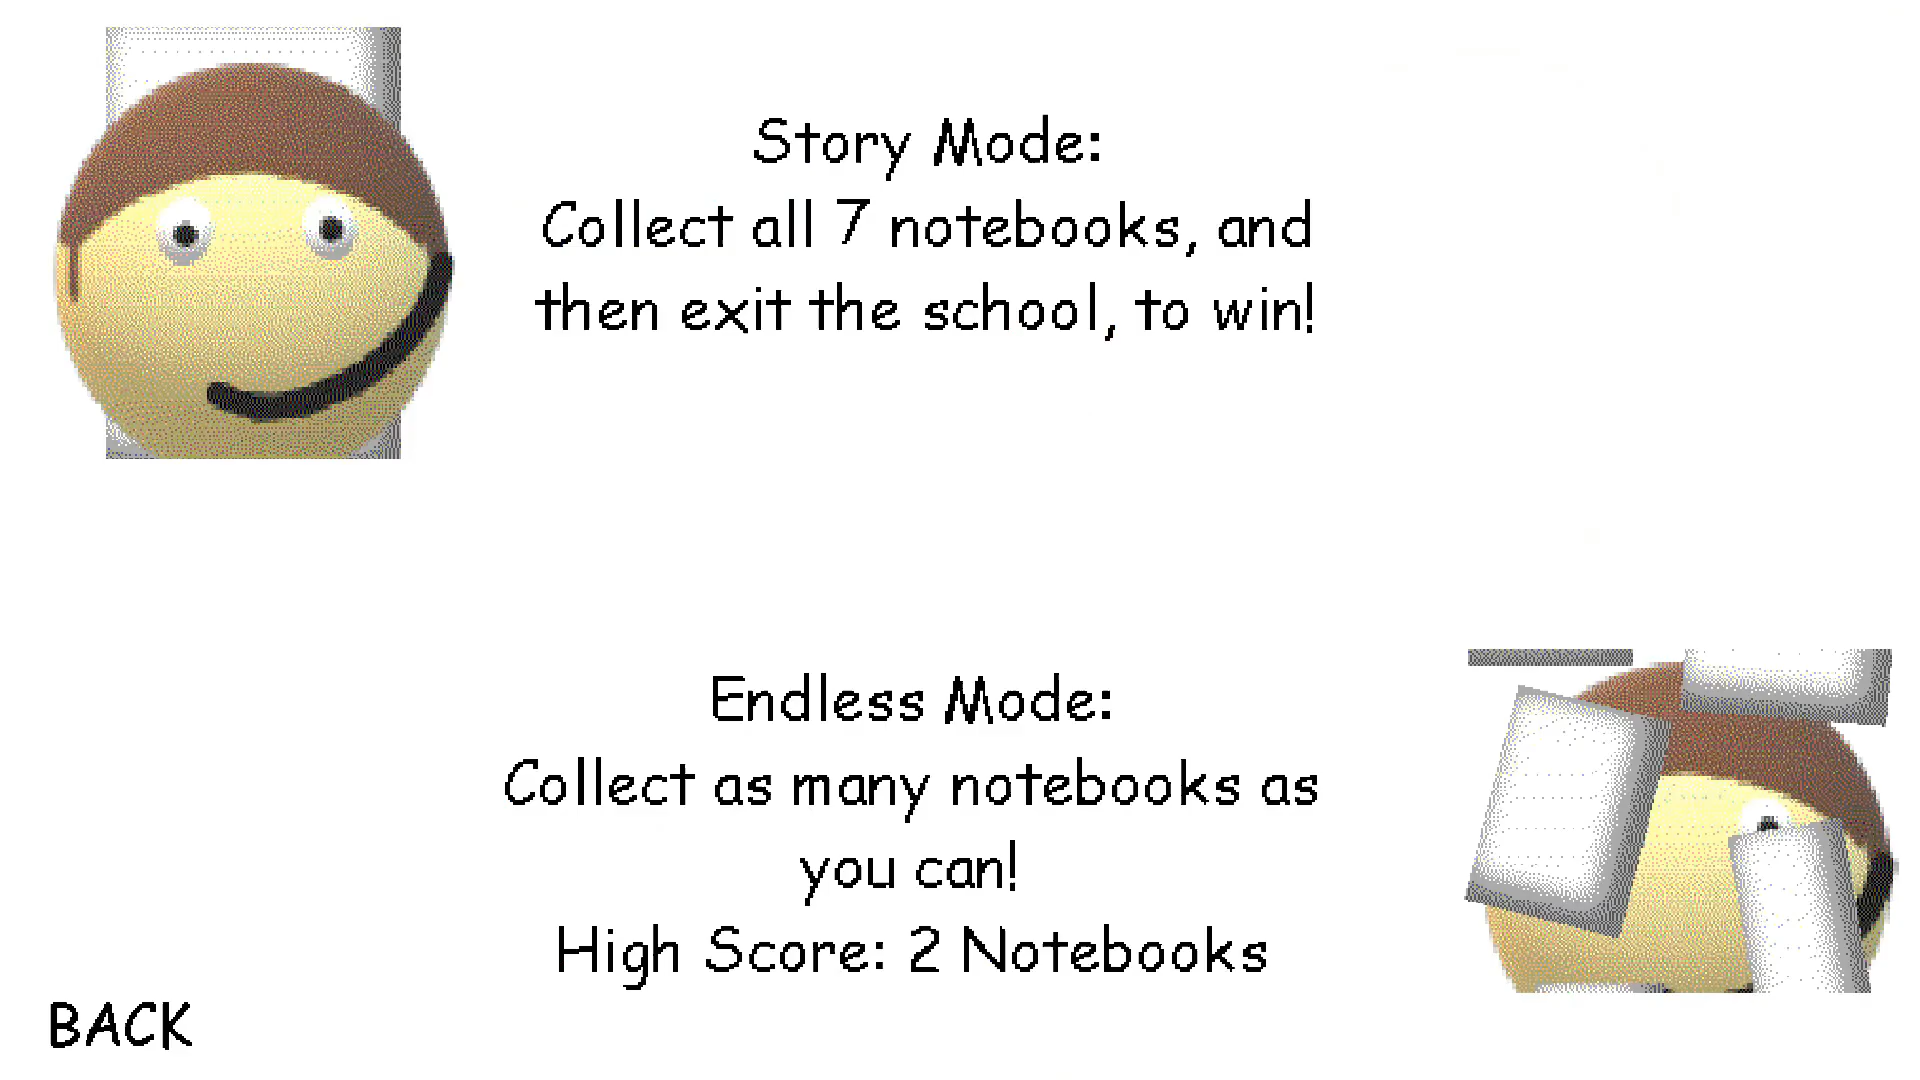 Story Mode:
Collect all 7 notebooks, and
then exit the school, to win!
Endless Mode:
Collect as many notebooks as
you can!
High Score: 2 Notebooks
BACK